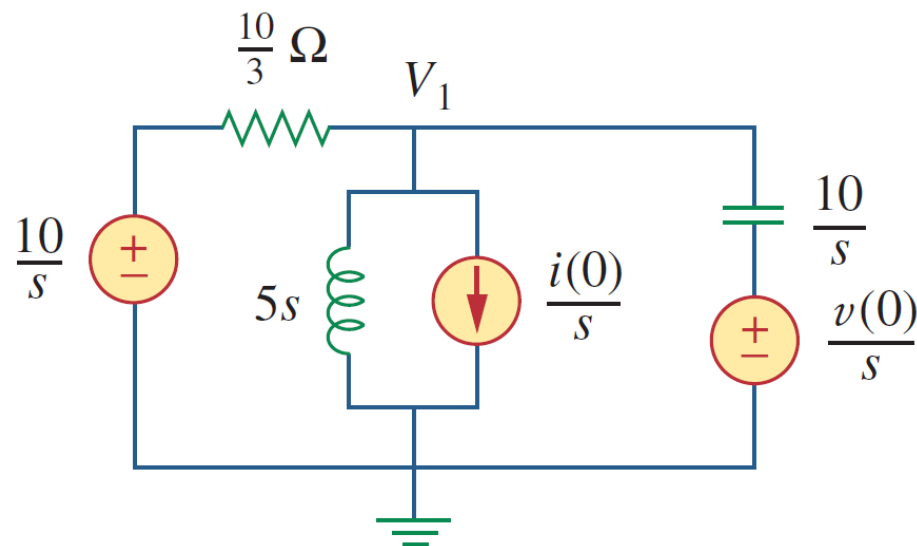 10/3 Ω
V₁
10/s
+
−
5s
i(0)/s
10/s
+
−
v(0)/s